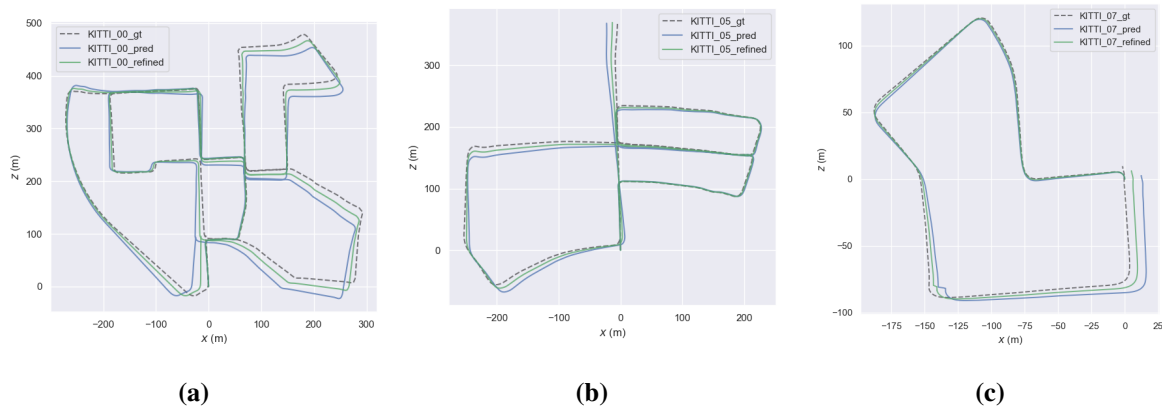 KITTI_00_gt
KITTI_00_pred
KITTI_00_refined
500
400
300
200
100
0
z (m)
−200
−100
0
100
200
300
x (m)
(a)
KITTI_05_gt
KITTI_05_pred
KITTI_05_refined
300
200
100
0
z (m)
−200
−100
0
100
200
x (m)
(b)
KITTI_07_gt
KITTI_07_pred
KITTI_07_refined
100
50
0
−50
−100
z (m)
−175
−150
−125
−100
−75
−50
−25
0
25
x (m)
(c)